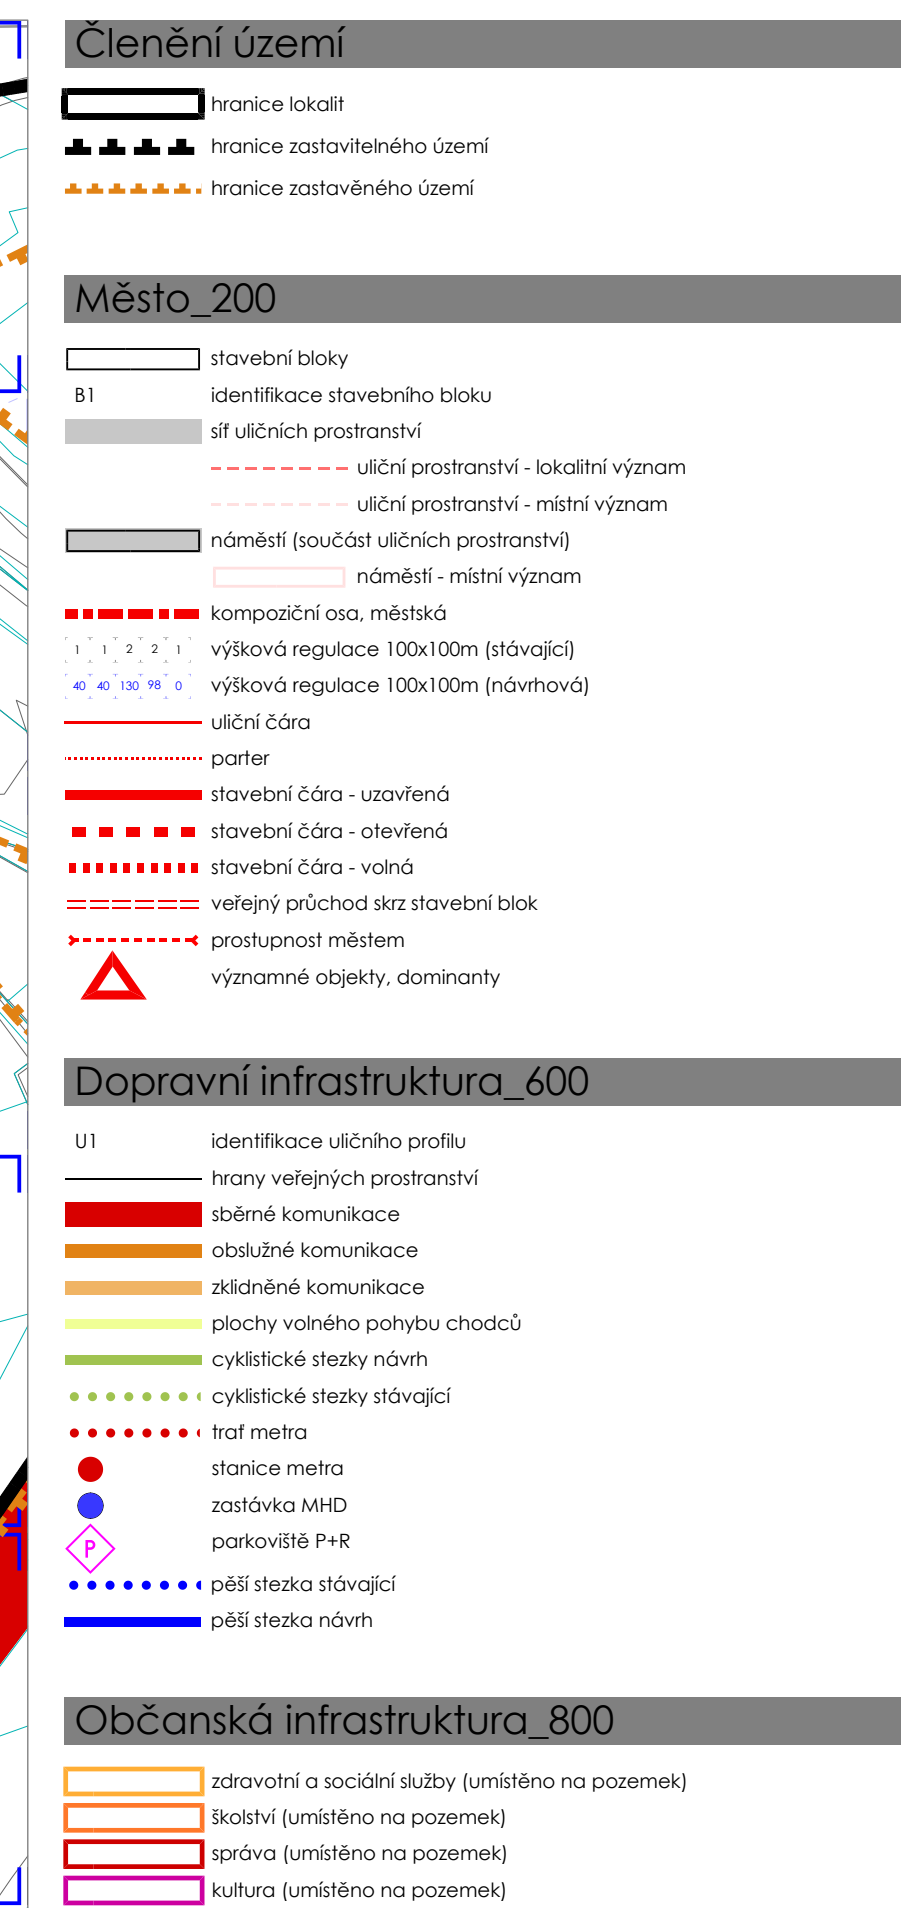 Členění území
hranice lokalit
hranice zastavitelného území
hranice zastavěného území
Město_200
stavební bloky
B1 identifikace stavebního bloku
síť uličních prostranství
uliční prostranství - lokalitní význam
uliční prostranství - místní význam
náměstí (součást uličních prostranství)
náměstí - místní význam
kompoziční osa, městská
1 1 2 2 1 výšková regulace 100x100m (stávající)
40 40 130 98 0 výšková regulace 100x100m (návrhová)
uliční čára
parter
stavební čára - uzavřená
stavební čára - otevřená
stavební čára - volná
veřejný průchod skrz stavební blok
prostupnost městem
významné objekty, dominanty
Dopravní infrastruktura_600
U1 identifikace uličního profilu
hrany veřejných prostranství
sběrné komunikace
obslužné komunikace
zklidněné komunikace
plochy volného pohybu chodců
cyklistické stezky návrh
cyklistické stezky stávající
trať metra
stanice metra
zastávka MHD
P parkoviště P+R
pěší stezka stávající
pěší stezka návrh
Občanská infrastruktura_800
zdravotní a sociální služby (umístěno na pozemek)
školství (umístěno na pozemek)
správa (umístěno na pozemek)
kultura (umístěno na pozemek)